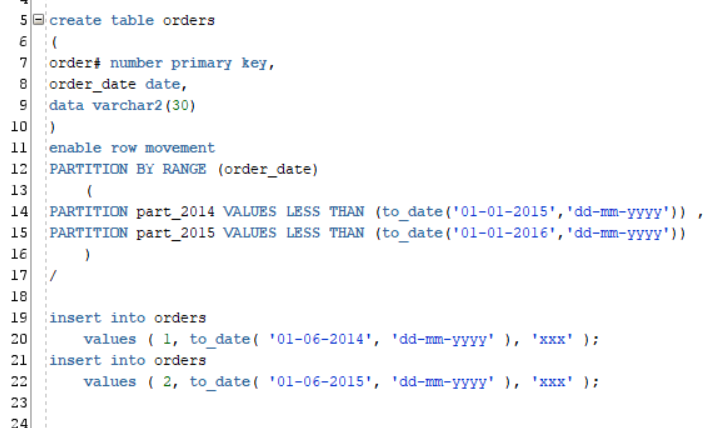 5 create table orders
6 (
7 order# number primary key,
8 order_date date,
9 data varchar2(30)
10 )
11 enable row movement
12 PARTITION BY RANGE (order_date)
13 (
14 PARTITION part_2014 VALUES LESS THAN (to_date('01-01-2015','dd-mm-yyyy')) ,
15 PARTITION part_2015 VALUES LESS THAN (to_date('01-01-2016','dd-mm-yyyy'))
16 )
17 /
18
19 insert into orders
20 values ( 1, to_date( '01-06-2014', 'dd-mm-yyyy' ), 'xxx' );
21 insert into orders
22 values ( 2, to_date( '01-06-2015', 'dd-mm-yyyy' ), 'xxx' );
23
24